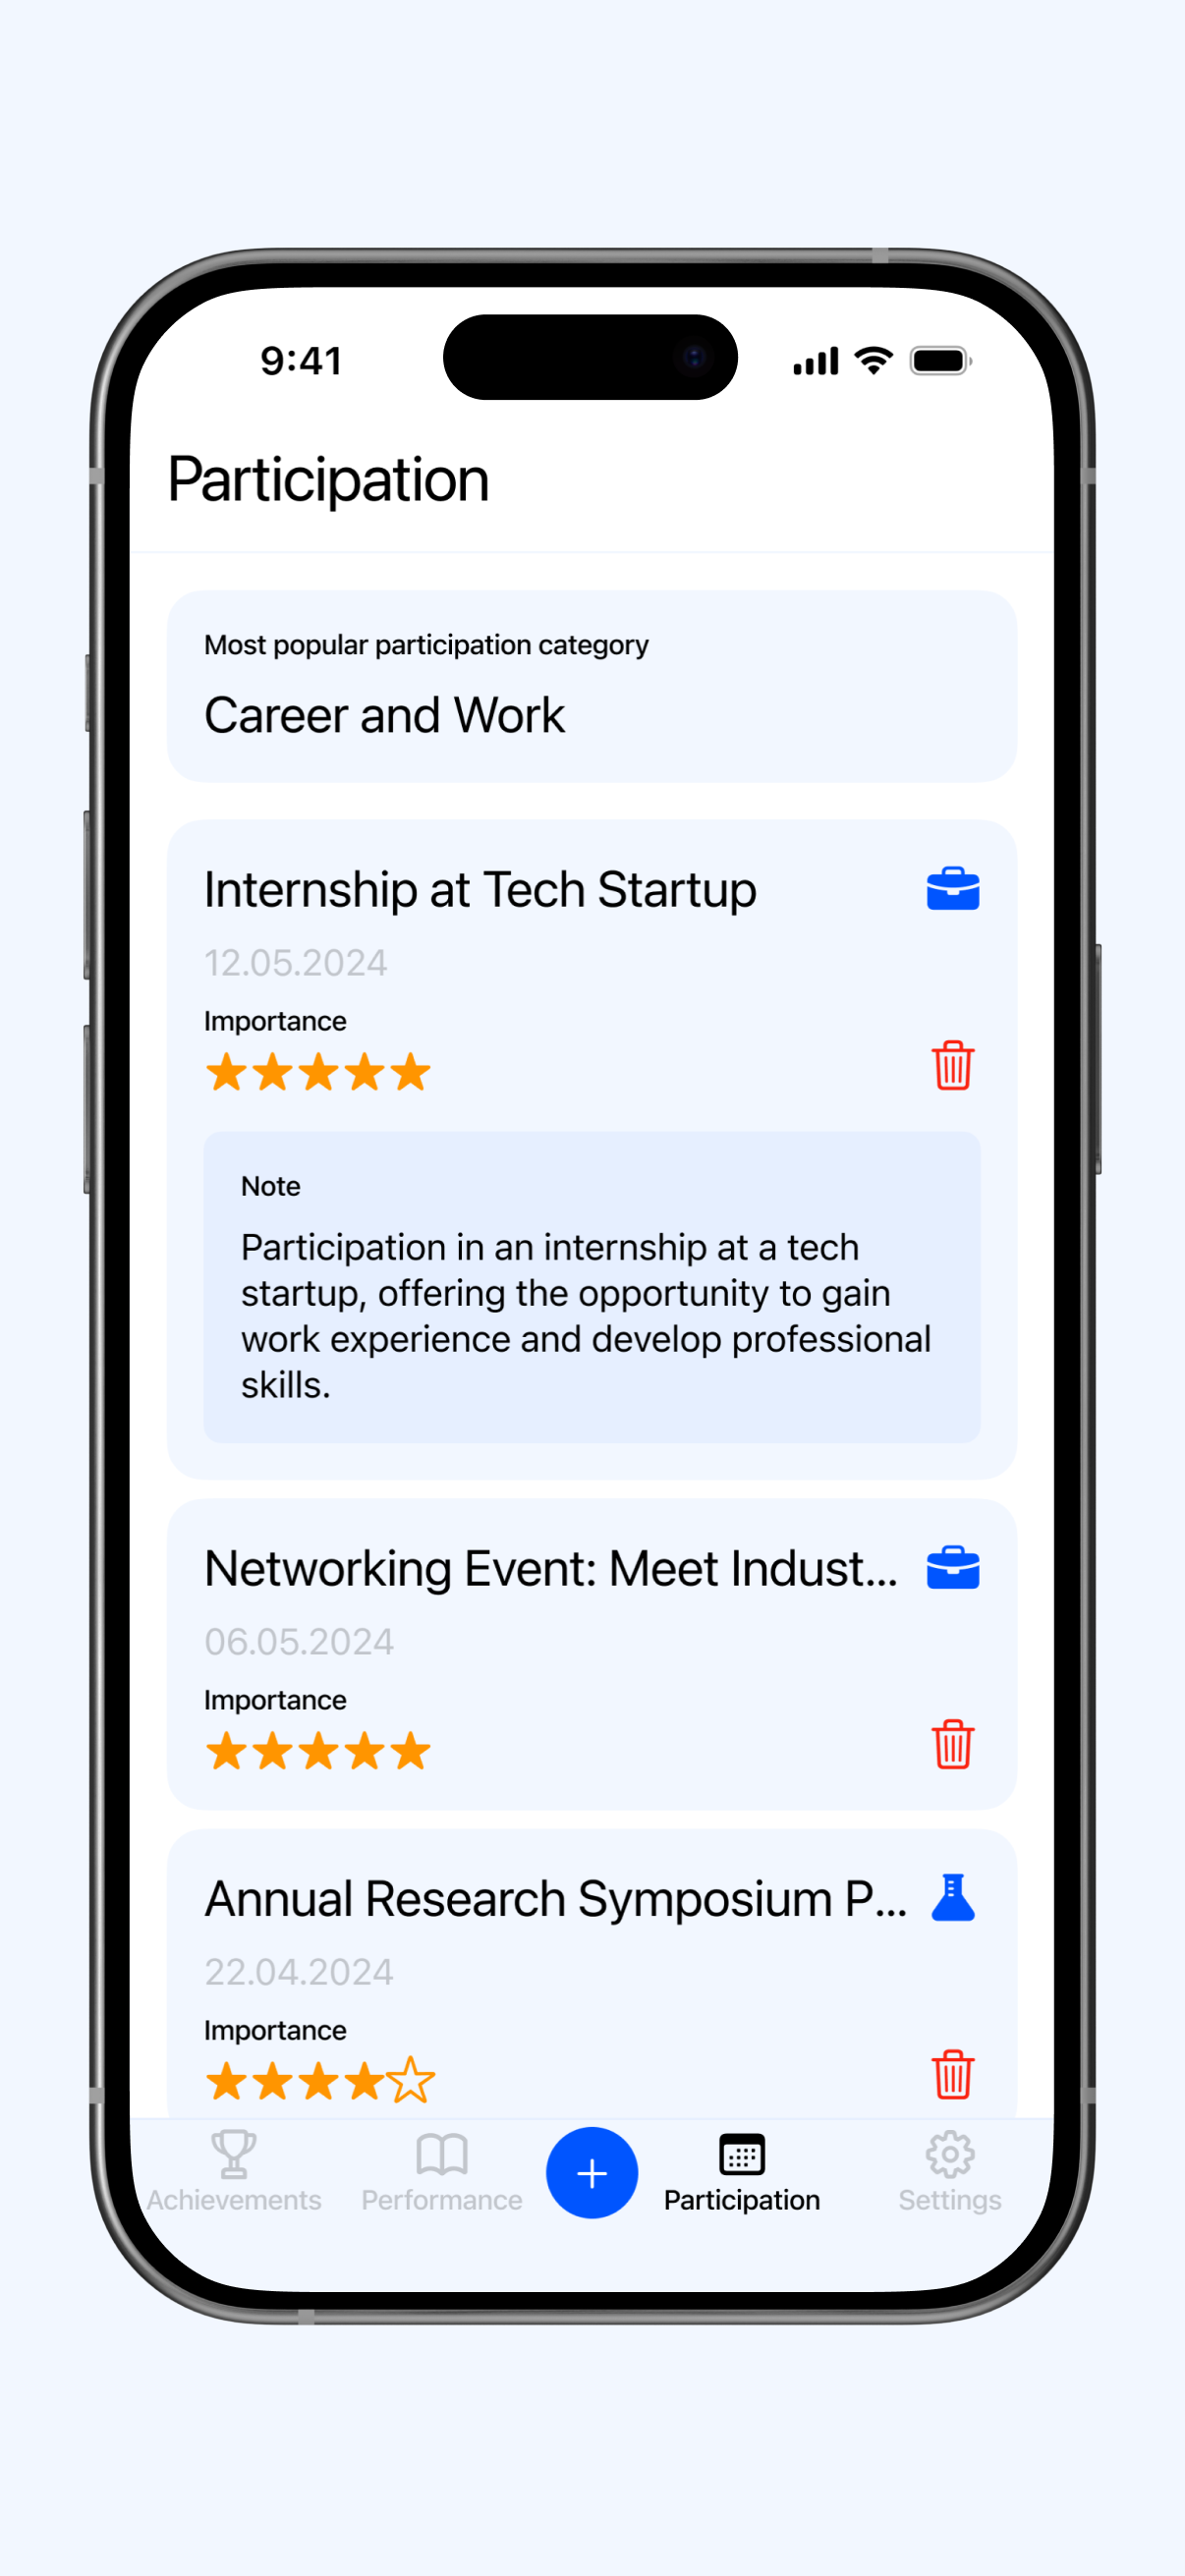 9:41
Participation
Most popular participation category
Career and Work
Internship at Tech Startup
12.05.2024
Importance
Note
Participation in an internship at a tech
startup, offering the opportunity to gain
work experience and develop professional
skills.
Networking Event: Meet Indust...
06.05.2024
Importance
Annual Research Symposium P...
22.04.2024
Importance
Achievements
Performance
Participation
Settings